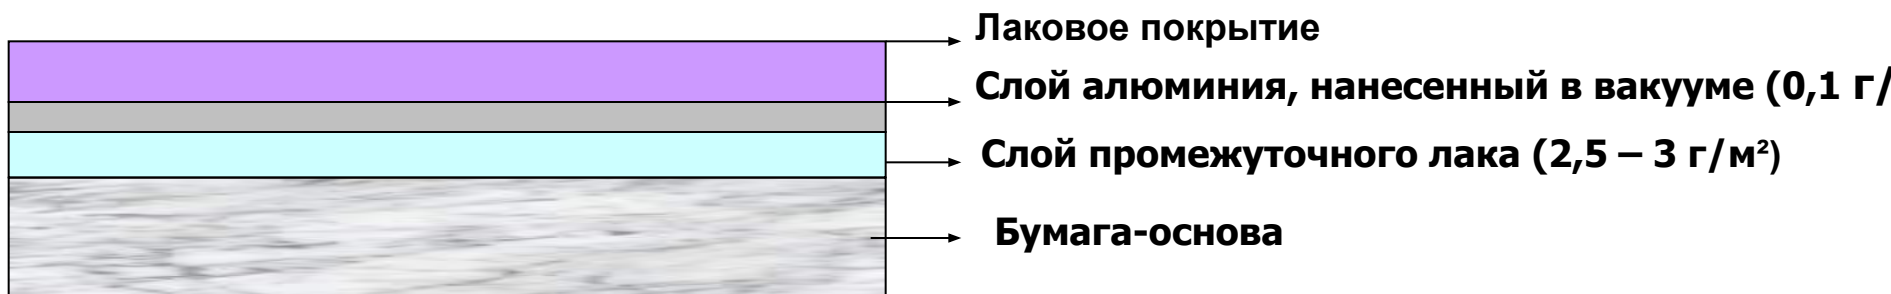 Лаковое покрытие
Слой алюминия, нанесенный в вакууме (0,1 г/
Слой промежуточного лака (2,5 – 3 г/м²)
Бумага-основа